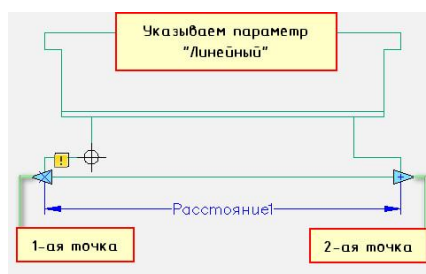 Указываем параметр
"Линейный"
!
Расстояние1
1-ая точка
2-ая точка